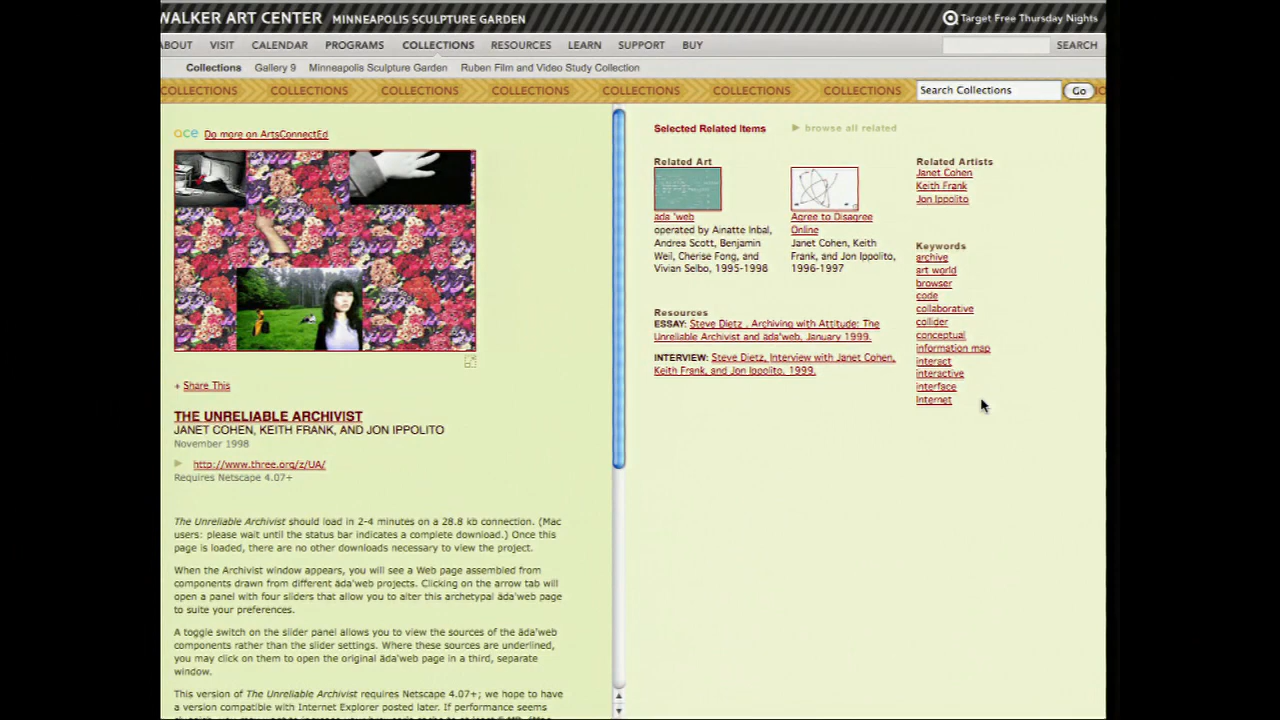 WALKER ART CENTER MINNEAPOLIS SCULPTURE GARDEN
Target Free Thursday Nights
ABOUT VISIT CALENDAR PROGRAMS COLLECTIONS RESOURCES LEARN SUPPORT BUY SEARCH
Collections Gallery 9 Minneapolis Sculpture Garden Ruben Film and Video Study Collection
COLLECTIONS COLLECTIONS COLLECTIONS COLLECTIONS COLLECTIONS COLLECTIONS COLLECTIONS Search Collections Go
ace Do more on ArtsConnectEd
+ Share This
THE UNRELIABLE ARCHIVIST
JANET COHEN, KEITH FRANK, AND JON IPPOLITO
November 1998
http://www.three.org/z/UA/
Requires Netscape 4.07+
The Unreliable Archivist should load in 2-4 minutes on a 28.8 kb connection. (Mac
users: please wait until the status bar indicates a complete download.) Once this
page is loaded, there are no other downloads necessary to view the project.
When the Archivist window appears, you will see a Web page assembled from
components drawn from different äda'web projects. Clicking on the arrow tab will
open a panel with four sliders that allow you to alter this archetypal äda'web page
to suite your preferences.
A toggle switch on the slider panel allows you to view the sources of the äda'web
components rather than the slider settings. Where these sources are underlined,
you may click on them to open the original äda'web page in a third, separate
window.
This version of The Unreliable Archivist requires Netscape 4.07+; we hope to have
a version compatible with Internet Explorer posted later. If performance seems
Selected Related Items
browse all related
Related Art
äda 'web
operated by Ainatte Inbal,
Andrea Scott, Benjamin
Weil, Cherise Fong, and
Vivian Selbo, 1995-1998
Agree to Disagree
Online
Janet Cohen, Keith
Frank, and Jon Ippolito,
1996-1997
Resources
ESSAY: Steve Dietz , Archiving with Attitude: The
Unreliable Archivist and äda'web, January 1999.
INTERVIEW: Steve Dietz, Interview with Janet Cohen,
Keith Frank, and Jon Ippolito, 1999.
Related Artists
Janet Cohen
Keith Frank
Jon Ippolito
Keywords
archive
art world
browser
code
collaborative
collider
conceptual
information map
interact
interactive
interface
Internet